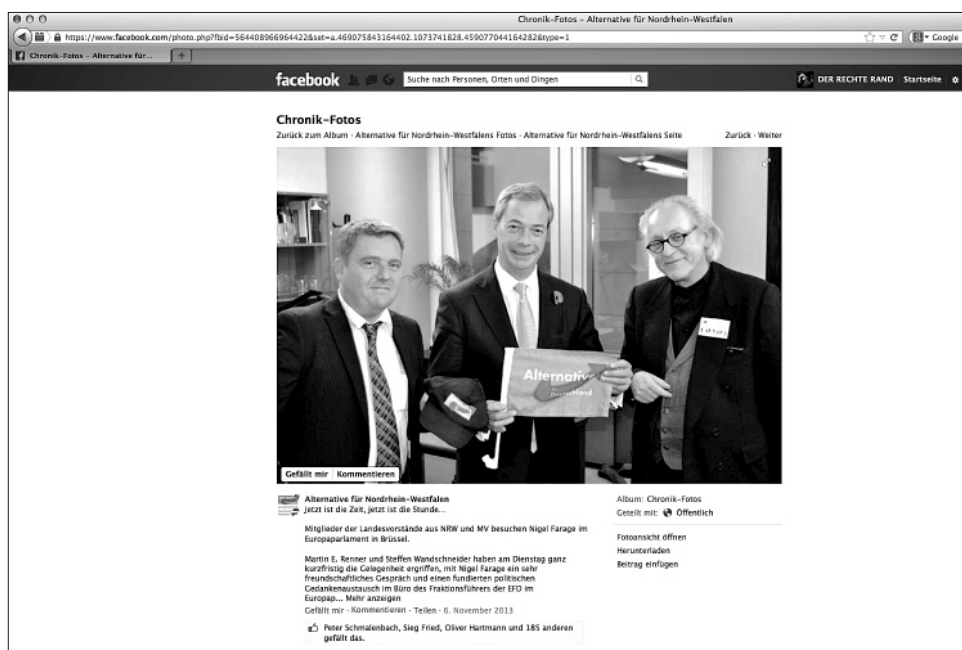 Chronik-Fotos – Alternative für Nordrhein-Westfalen
https://www.facebook.com/photo.php?fbid=564408966964422&set=a.469075843164402.1073741828.459077044164282&type=1
Google
Chronik-Fotos – Alternative für...
facebook
Suche nach Personen, Orten und Dingen
DER RECHTE RAND
Startseite
Chronik-Fotos
Zurück zum Album · Alternative für Nordrhein-Westfalens Fotos · Alternative für Nordrhein-Westfalens Seite
Zurück · Weiter
Alternativ
Gefällt mir
Kommentieren
Alternative für Nordrhein-Westfalen
Jetzt ist die Zeit, jetzt ist die Stunde...
Mitglieder der Landesvorstände aus NRW und MV besuchen Nigel Farage im
Europaparlament in Brüssel.
Martin E. Renner und Steffen Wandschneider haben am Dienstag ganz
kurzfristig die Gelegenheit ergriffen, mit Nigel Farage ein sehr
freundschaftliches Gespräch und einen fundierten politischen
Gedankenaustausch im Büro des Fraktionsführers der EFD im
Europap... Mehr anzeigen
Gefällt mir · Kommentieren · Teilen · 6. November 2013
Peter Schmalenbach, Sieg Fried, Oliver Hartmann und 185 anderen
gefällt das.
Album: Chronik-Fotos
Geteilt mit: Öffentlich
Fotoansicht öffnen
Herunterladen
Beitrag einfügen